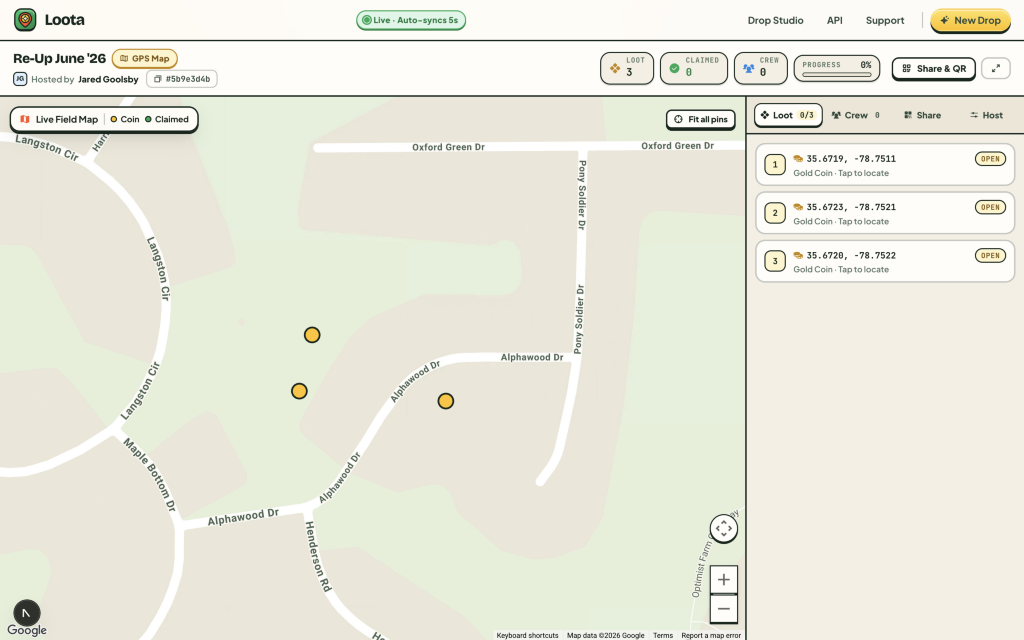 Loota
Live · Auto-syncs 5s
Drop Studio
API
Support
New Drop
Re-Up June '26
GPS Map
JG
Hosted by Jared Goolsby
#5b9e3d4b
LOOT
3
CLAIMED
0
CREW
0
PROGRESS 0%
Share & QR
Live Field Map
Coin
Claimed
Fit all pins
Langston Cir
Oxford Green Dr
Oxford Green Dr
Pony Soldier Dr
Langston Cir
Pony Soldier Dr
Alphawood Dr
Alphawood Dr
Langston Cir
Maple Bottom Dr
Alphawood Dr
Alphawood Dr
Henderson Rd
Optimist Farm
Google
Keyboard shortcuts
Map data ©2026 Google
Terms
Report a map error
Loot 0/3
Crew 0
Share
Host
1
35.6719, -78.7511
OPEN
Gold Coin · Tap to locate
2
35.6723, -78.7521
OPEN
Gold Coin · Tap to locate
3
35.6720, -78.7522
OPEN
Gold Coin · Tap to locate